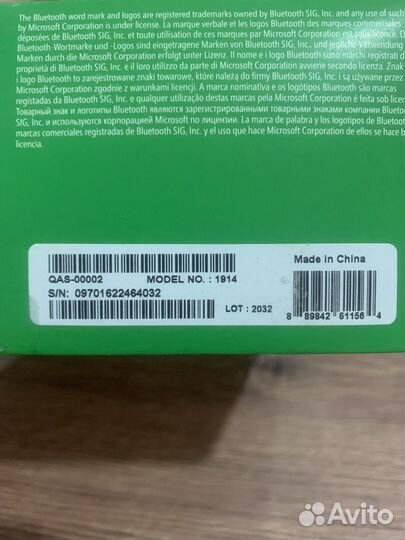 The Bluetooth word mark and logos are registered trademarks owned by Bluetooth SIG, Inc. and any use of such
by Microsoft Corporation is under license. La marque verbale et les logos Bluetooth des marques commerciales
déposées de Bluetooth SIG, Inc. et toute utilisation de ces marques par Microsoft Corporation est sous licence. D
Bluetooth-Wortmarke und -Logos sind eingetragene Marken von Bluetooth SIG, Inc., und jegliche Verwendung
Marken durch die Microsoft Corporation erfolgt unter Lizenz. Il nome e i logo Bluetooth sono marchi registrati d
proprietà di Bluetooth SIG, Inc. e il loro utilizzo da parte di Microsoft Corporation avviene secondo licenza. Znak
i logo Bluetooth to zarejestrowane znaki towarowe, które należą do firmy Bluetooth SIG, Inc. i są używane przez
Microsoft Corporation zgodnie z warunkami licencji. A marca nominativa e os logótipos Bluetooth são marcas
registadas da Bluetooth SIG, Inc. e qualquer utilização destas marcas pela Microsoft Corporation é feita sob licen
Товарный знак и логотипы Bluetooth являются зарегистрированными товарными знаками компании Bluetoot
SIG, Inc. и используются корпорацией Microsoft по лицензии. La marca de palabra y los logotipos de Bluetooth
marcas comerciales registradas de Bluetooth SIG, Inc. y el uso que hace Microsoft Corporation de ellos se hace b
licencia.
QAS-00002 MODEL NO. : 1914 Made in China
S/N: 09701622464032
LOT : 2032
8 89842 61156 4
Avito